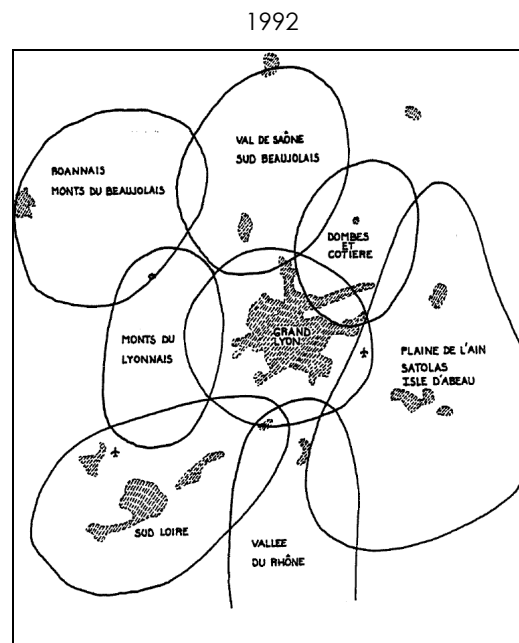 1992
VAL DE SAÔNE
SUD BEAUJOLAIS
ROANNAIS
MONTS DU BEAUJOLAIS
DOMBES
ET
COTIERE
GRAND
LYON
MONTS DU
LYONNAIS
PLAINE DE L'AIN
SATOLAS
ISLE D'ABEAU
SUD LOIRE
VALLEE
DU RHÔNE